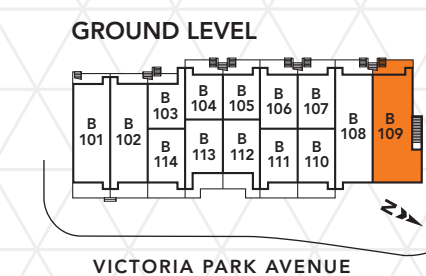 GROUND LEVEL
B
101
B
102
B
103
B
104
B
105
B
106
B
107
B
108
B
109
B
114
B
113
B
112
B
111
B
110
N
VICTORIA PARK AVENUE